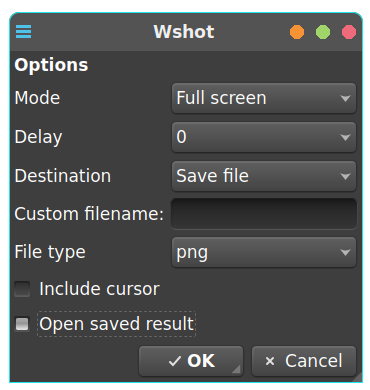 Wshot
Options
Mode Full screen
Delay 0
Destination Save file
Custom filename:
File type png
Include cursor
Open saved result
OK Cancel